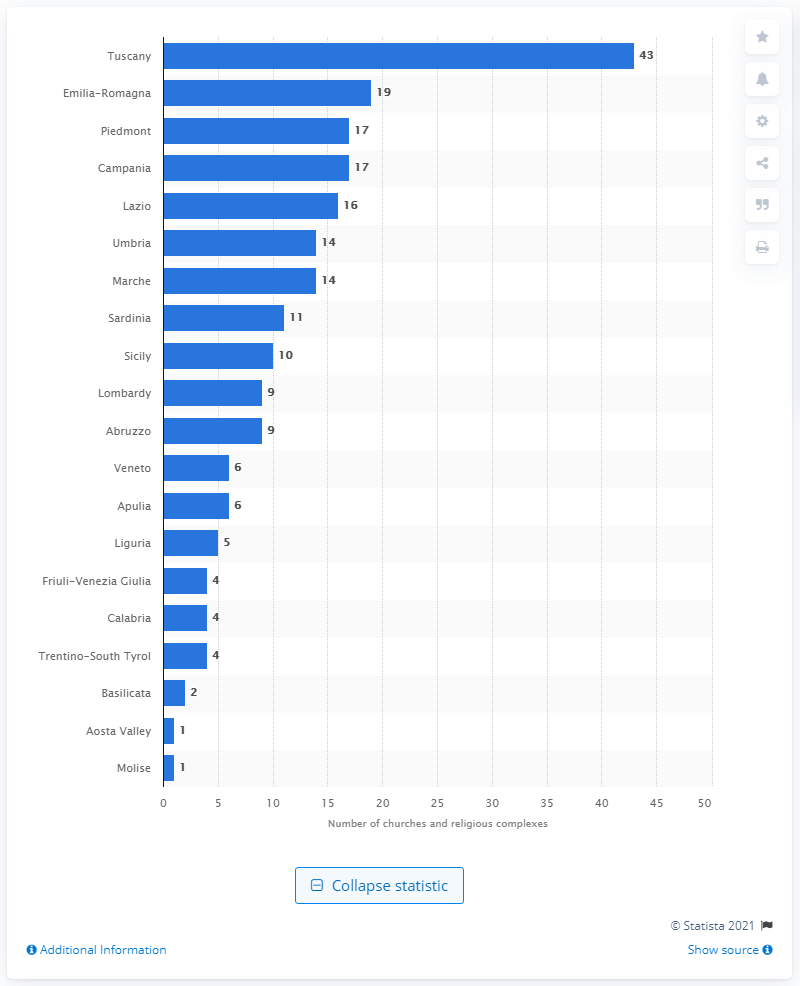 Tuscany 43
Emilia-Romagna 19
Piedmont 17
Campania 17
Lazio 16
Umbria 14
Marche 14
Sardinia 11
Sicily 10
Lombardy 9
Abruzzo 9
Veneto 6
Apulia 6
Liguria 5
Friuli-Venezia Giulia 4
Calabria 4
Trentino-South Tyrol 4
Basilicata 2
Aosta Valley 1
Molise 1
0 5 10 15 20 25 30 35 40 45 50
Number of churches and religious complexes
Collapse statistic
© Statista 2021
Additional Information Show source